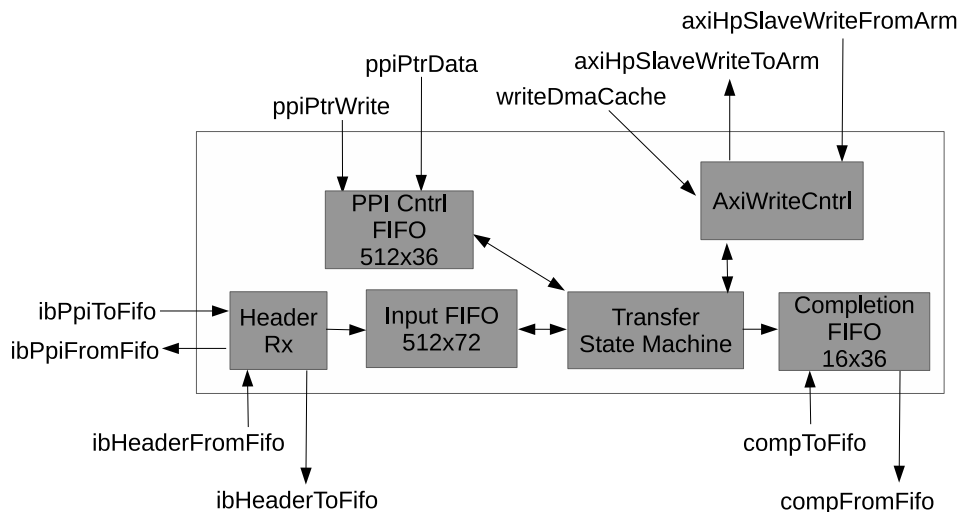 axiHpSlaveWriteFromArm
axiHpSlaveWriteToArm
ppiPtrData
writeDmaCache
ppiPtrWrite
PPI Cntrl
FIFO
512x36
AxiWriteCntrl
ibPpiToFifo
ibPpiFromFifo
Header
Rx
Input FIFO
512x72
Transfer
State Machine
Completion
FIFO
16x36
ibHeaderFromFifo
compToFifo
ibHeaderToFifo
compFromFifo